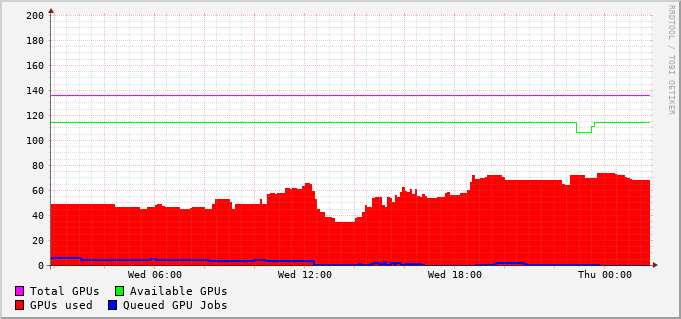 200
180
160
140
120
100
80
60
40
20
0
Wed 06:00 Wed 12:00 Wed 18:00 Thu 00:00
Total GPUs Available GPUs
GPUs used Queued GPU Jobs
RRDTOOL / TOBI OETIKER